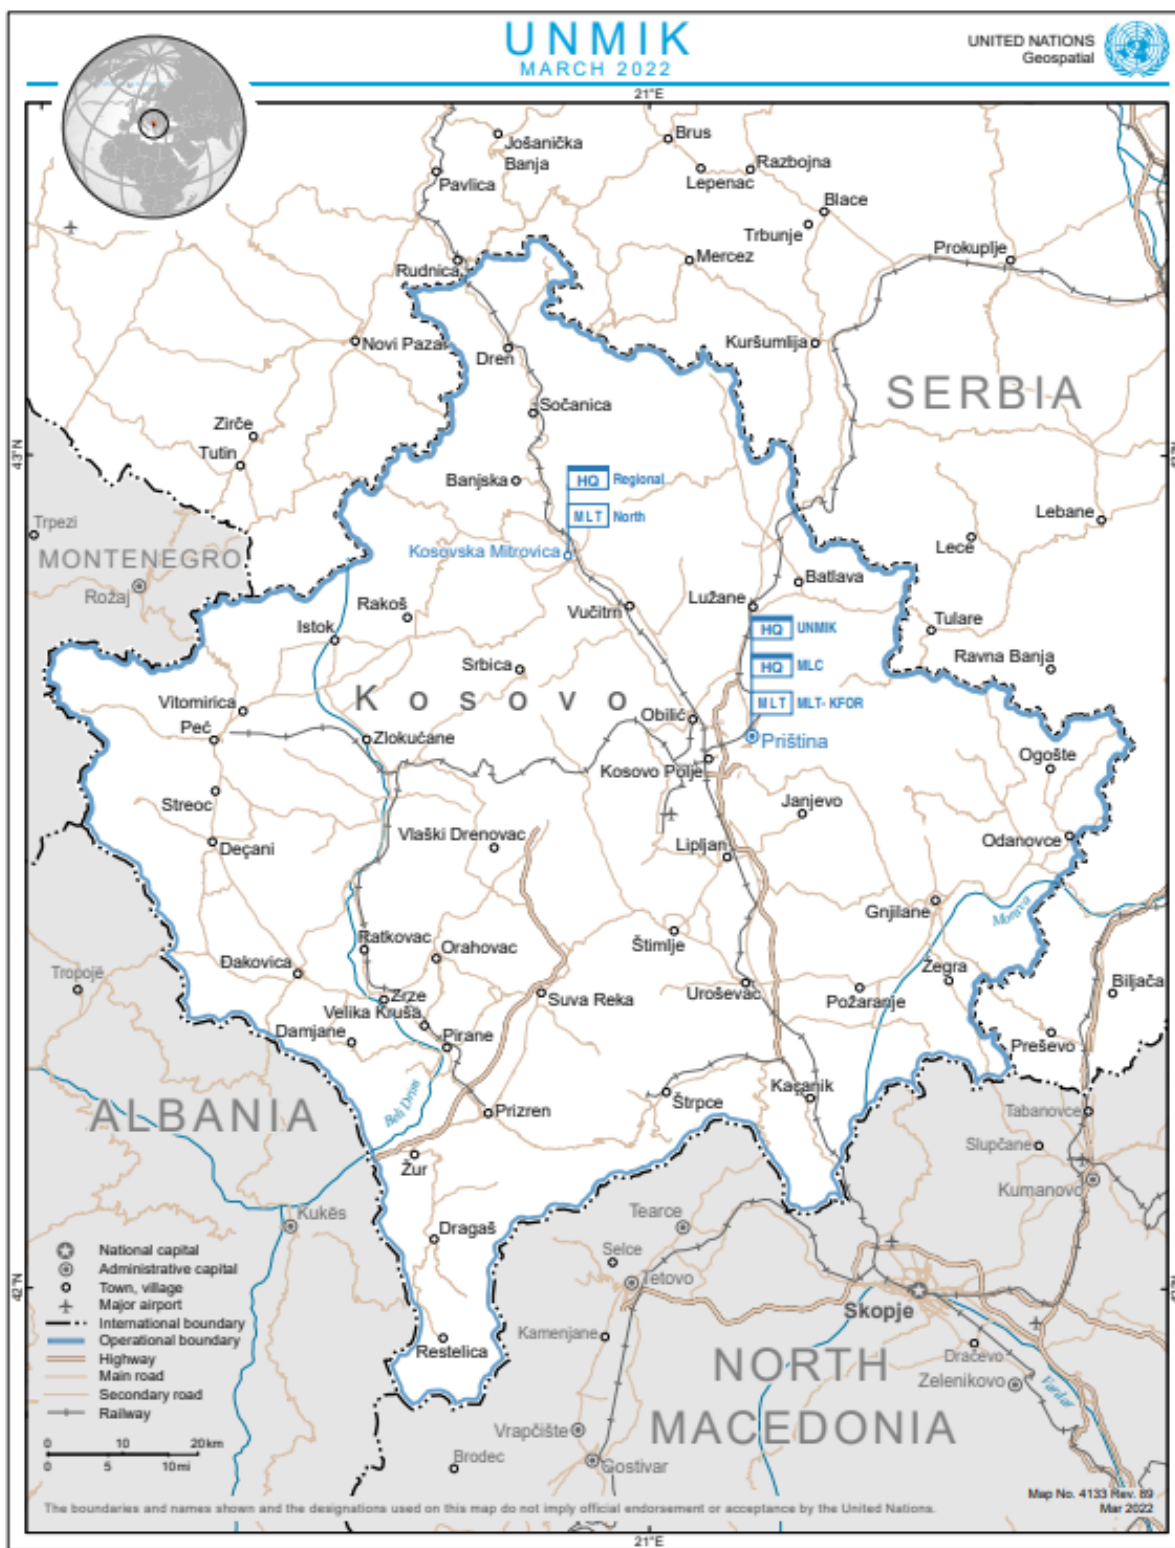 UNMIK
MARCH 2022
UNITED NATIONS
Geospatial
21°E
Jošanička
Banja
Brus
Pavlica
Lepenac
Razbojna
Blace
Trbunje
Rudnica
Mercez
Prokuplje
Novi Pazar
Dren
Kuršumlija
SERBIA
Sočanica
Zirče
Tutin
43°N
Banjska
HQ Regional
MLT North
Trpezi
MONTENEGRO
Rožaj
Kosovska Mitrovica
Lebane
Lece
Batlava
Rakoš
Vučitrn
Lužane
Istok
HQ UNMIK
Tulare
Srbica
HQ MLC
Ravna Banja
Kosovo
Vitomirica
MLT MLT- KFOR
Peć
Zlokučane
Obilić
Priština
Kosovo Polje
Ogošte
Streoc
Janjevo
Deçani
Vlaški Drenovac
Lipljan
Odanovce
Gnjilane
Morava
Ratkovac
Orahovac
Štimlje
Đakovica
Tropojë
Zrze
Suva Reka
Uroševac
Požaranje
Žegra
Biljača
Velika Kruša
Damjane
Pirane
Preševo
ALBANIA
Beli Drim
Prizren
Štrpce
Kačanik
Tabanovce
Slupčane
Žur
Kumanovo
Kukës
Dragaš
Tearce
Selce
Tetovo
National capital
Administrative capital
Town, village
Major airport
International boundary
Operational boundary
Highway
Main road
Secondary road
Railway
42°N
Skopje
Restelica
Kamenjane
Dračevo
NORTH
MACEDONIA
Zelenikovo
Vardar
Vrapčište
Gostivar
Brodec
0 10 20 km
0 5 10 mi
The boundaries and names shown and the designations used on this map do not imply official endorsement or acceptance by the United Nations.
Map No. 4133 Rev. 89
Mar 2022
21°E